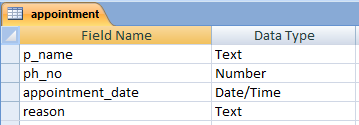 appointment
Field Name Data Type
p_name Text
ph_no Number
appointment_date Date/Time
reason Text